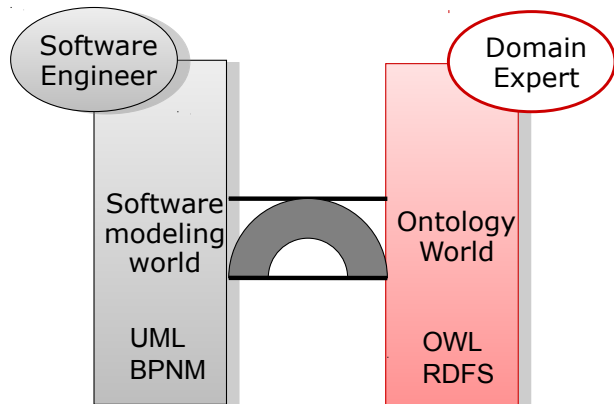 Software
Engineer
Domain
Expert
Software
modeling
world
Ontology
World
UML
BPNM
OWL
RDFS